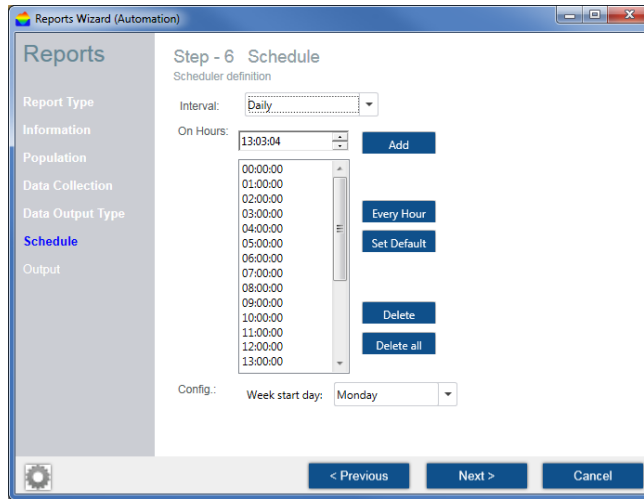 Reports Wizard (Automation)
Reports
Report Type
Information
Population
Data Collection
Data Output Type
Schedule
Output
Step - 6 Schedule
Scheduler definition
Interval: Daily
On Hours: 13:03:04 Add
00:00:00
01:00:00
02:00:00
03:00:00
04:00:00
05:00:00
06:00:00
07:00:00
08:00:00
09:00:00
10:00:00
11:00:00
12:00:00
13:00:00
Every Hour
Set Default
Delete
Delete all
Config.: Week start day: Monday
< Previous Next > Cancel